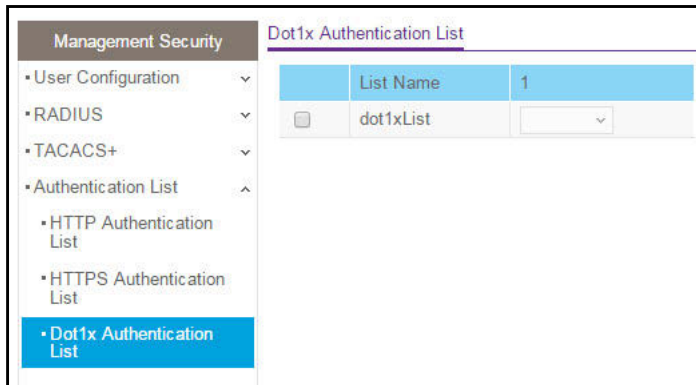 Management Security
User Configuration
RADIUS
TACACS+
Authentication List
HTTP Authentication
List
HTTPS Authentication
List
Dot1x Authentication
List
Dot1x Authentication List
List Name 1
dot1xList